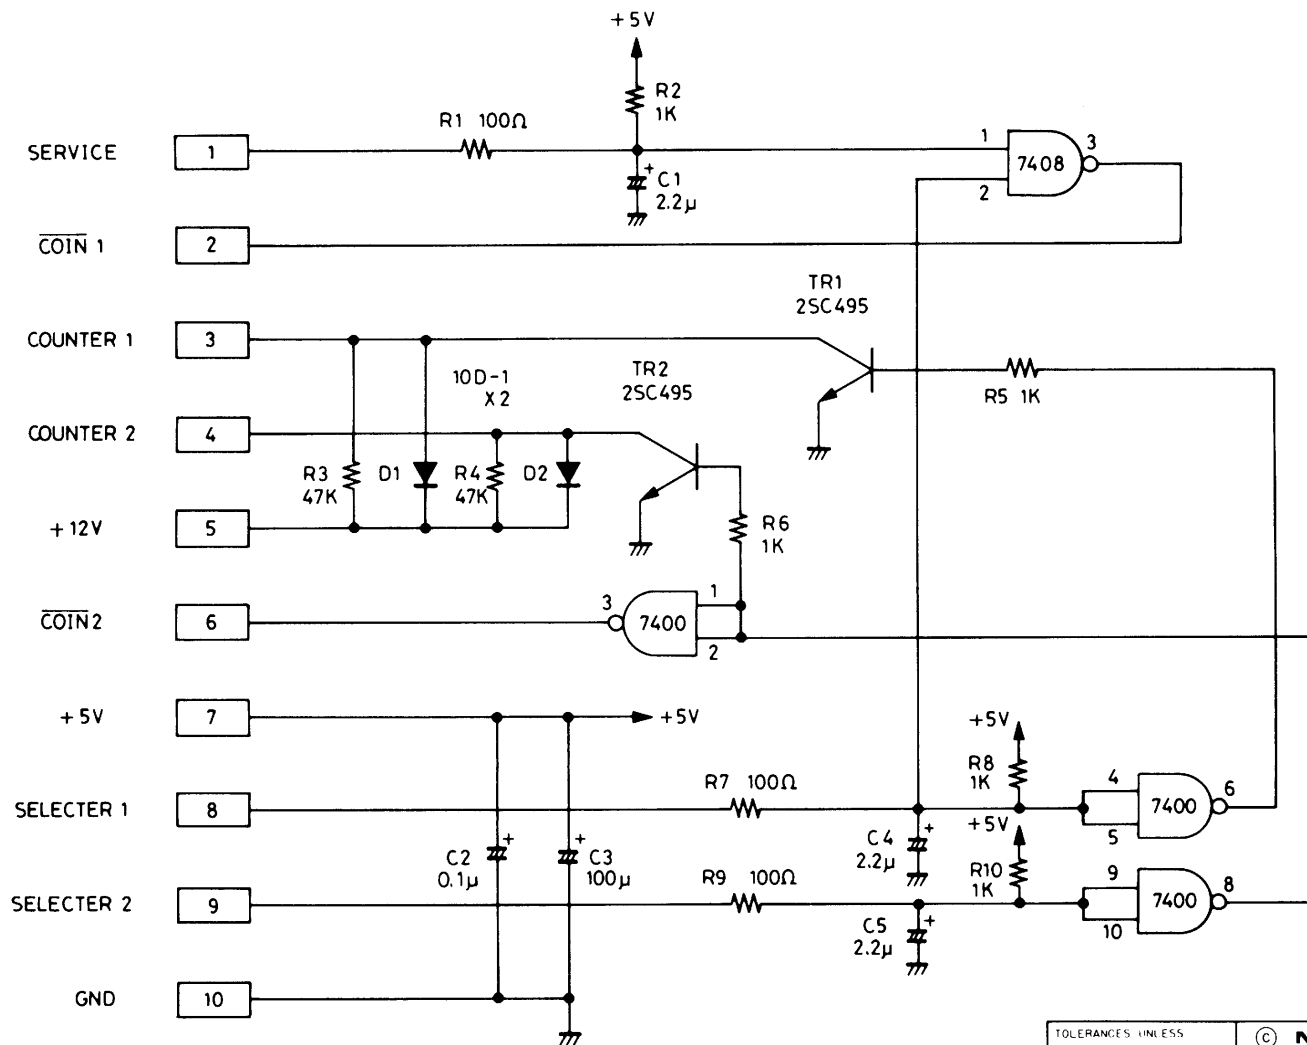 +5V
R2
1K
R1 100Ω
SERVICE 1
1
7408
3
2
+
C1
2.2µ
COIN 1 2
TR1
2SC495
COUNTER 1 3
10D-1
X2
TR2
2SC495
R5 1K
COUNTER 2 4
R3
47K
D1
R4
47K
D2
+12V 5
R6
1K
COIN 2 6
3
7400
1
2
+5V 7
+5V
+5V
R8
1K
R7 100Ω
4
7400
6
5
SELECTER 1 8
+
C2
0.1µ
+
C3
100µ
C4
2.2µ
+
+5V
R10
1K
R9 100Ω
9
7400
8
10
SELECTER 2 9
C5
2.2µ
+
GND 10
TOLERANCES UNLESS
© N